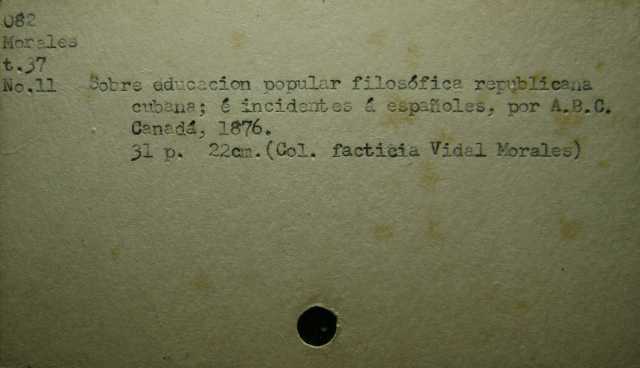 082
Morales
t.37
No.11 Sobre educacion popular filosófica republicana
cubana; é incidentes á españoles, por A.B.C.
Canadá, 1876.
31 p. 22cm.(Col. facticia Vidal Morales)